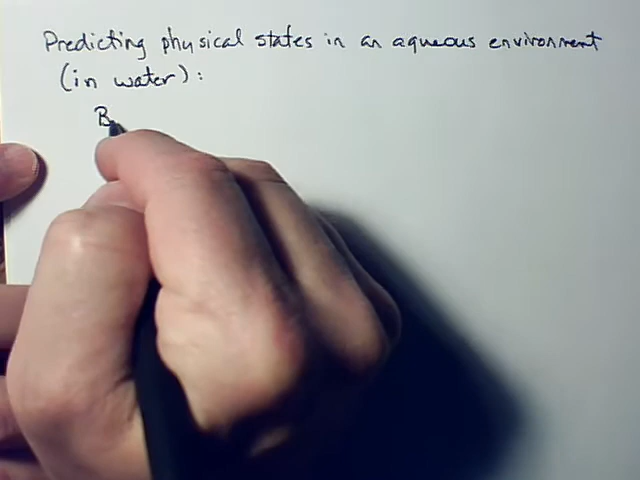 Predicting physical states in an aqueous environment
(in water):
B